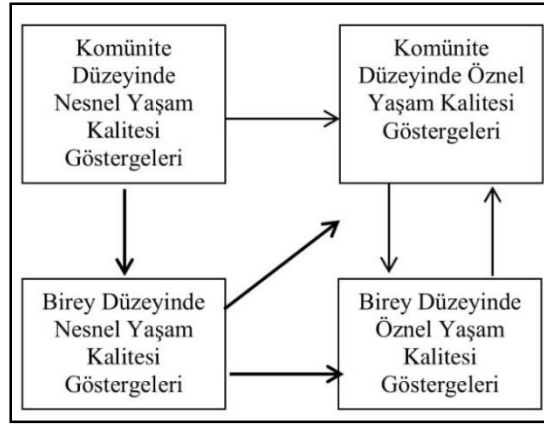 Komünite
Düzeyinde
Nesnel Yaşam
Kalitesi
Göstergeleri
Komünite
Düzeyinde Öznel
Yaşam Kalitesi
Göstergeleri
Birey Düzeyinde
Nesnel Yaşam
Kalitesi
Göstergeleri
Birey Düzeyinde
Öznel Yaşam
Kalitesi
Göstergeleri